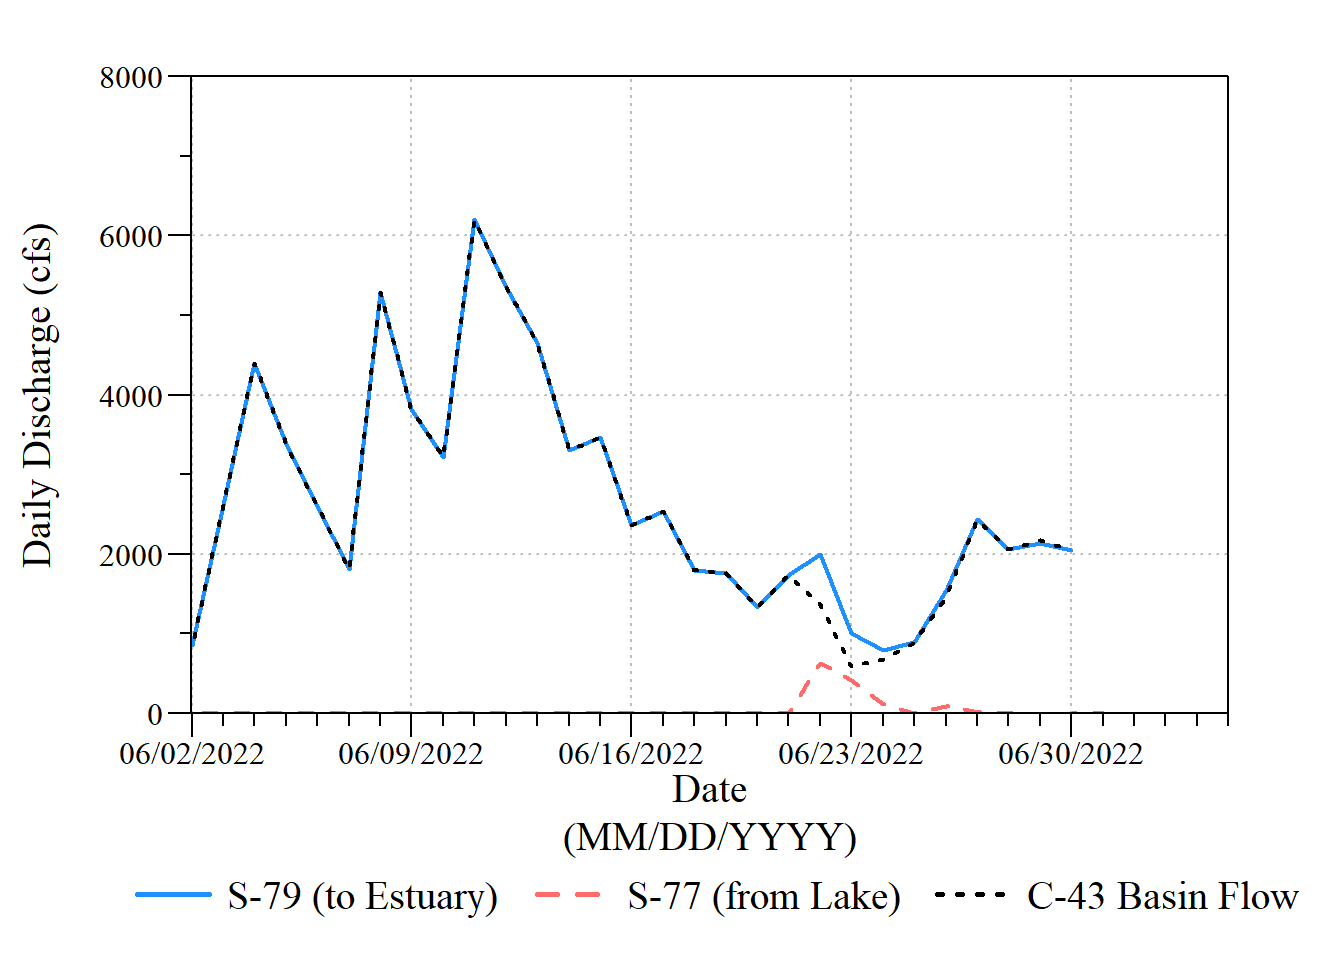 8000
6000
4000
2000
0
Daily Discharge (cfs)
06/02/2022 06/09/2022 06/16/2022 06/23/2022 06/30/2022
Date
(MM/DD/YYYY)
S-79 (to Estuary) S-77 (from Lake) C-43 Basin Flow